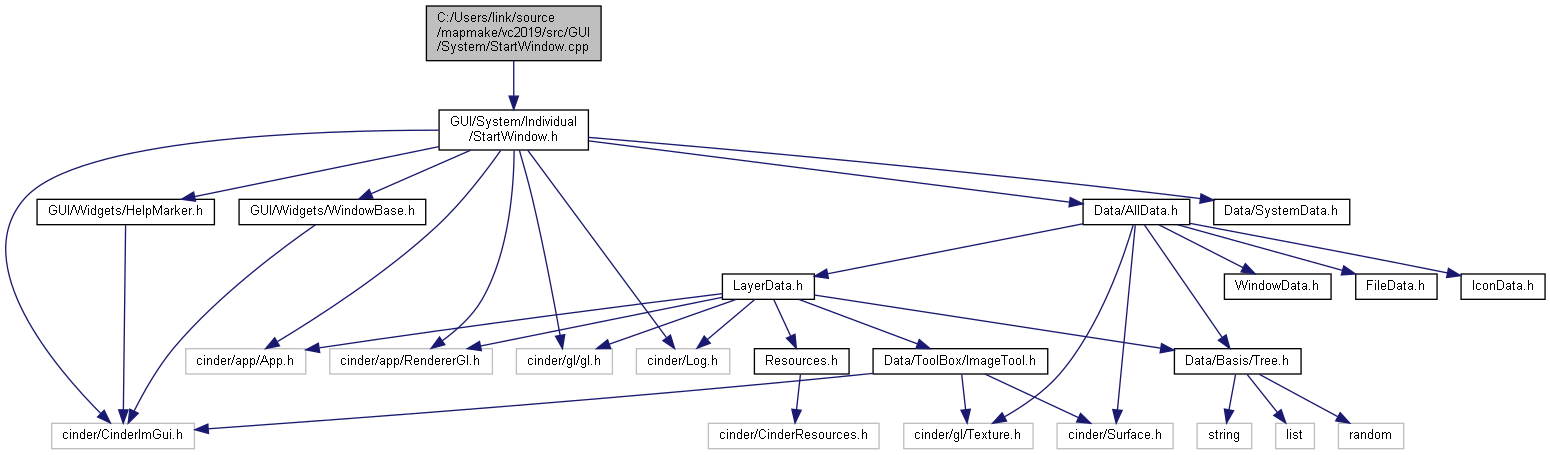 C:/Users/link/source
/mapmake/vc2019/src/GUI
/System/StartWindow.cpp
GUI/System/Individual
/StartWindow.h
GUI/Widgets/HelpMarker.h
GUI/Widgets/WindowBase.h
Data/AllData.h
Data/SystemData.h
LayerData.h
WindowData.h
FileData.h
IconData.h
cinder/app/App.h
cinder/app/RendererGl.h
cinder/gl/gl.h
cinder/Log.h
Resources.h
Data/ToolBox/ImageTool.h
Data/Basis/Tree.h
cinder/CinderImGui.h
cinder/CinderResources.h
cinder/gl/Texture.h
cinder/Surface.h
string
list
random